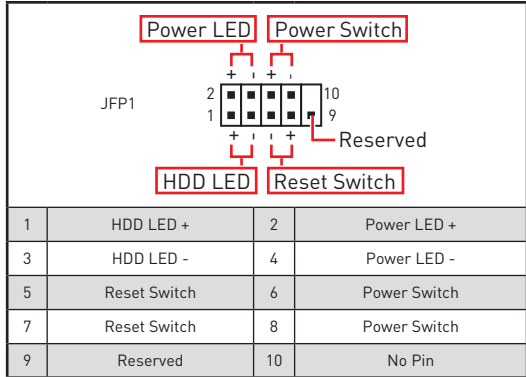 Power LED Power Switch
+ - + -
JFP1
2 10
1 9
+ - - +
Reserved
HDD LED Reset Switch
1 HDD LED + 2 Power LED +
3 HDD LED - 4 Power LED -
5 Reset Switch 6 Power Switch
7 Reset Switch 8 Power Switch
9 Reserved 10 No Pin